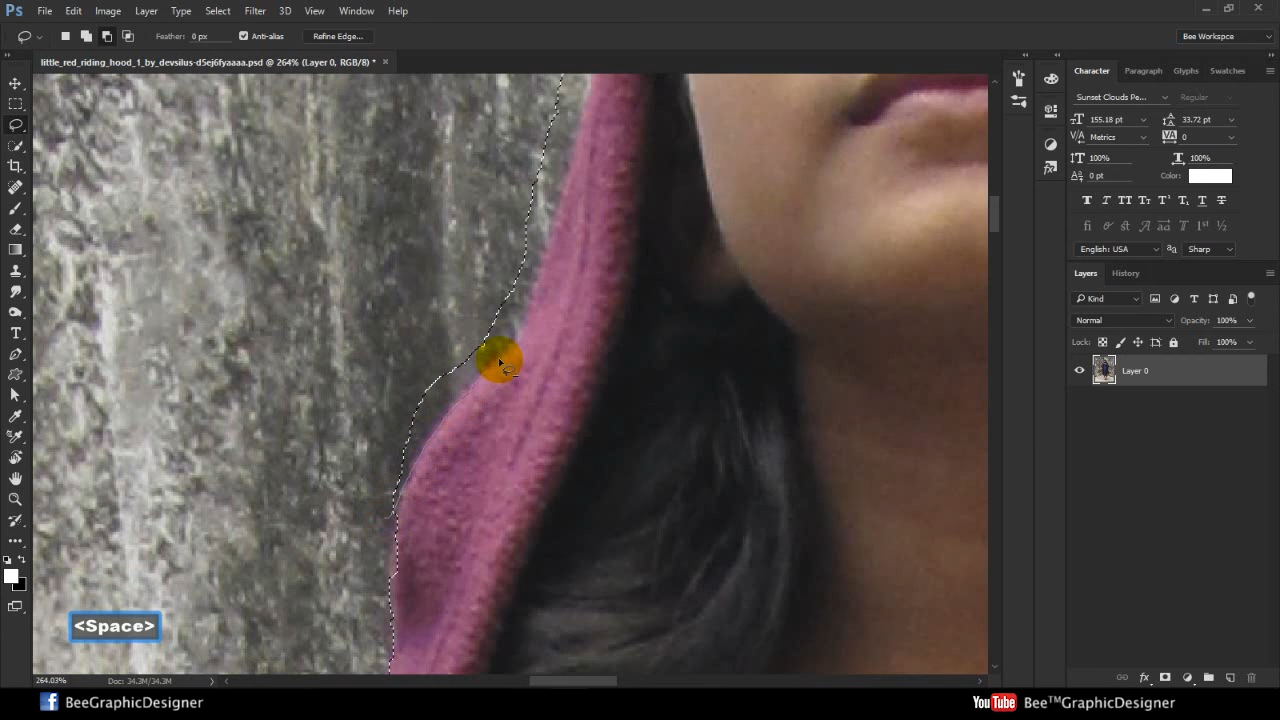 Ps File Edit Image Layer Type Select Filter 3D View Window Help
Feather: 0 px Anti-alias Refine Edge... Bee Workspce
little_red_riding_hood_1_by_devsilus-d5ej6fyaaaa.psd @ 264% (Layer 0, RGB/8) * ×
Character Paragraph Glyphs Swatches
Sunset Clouds Pe... Regular
155.18 pt 33.72 pt
Metrics 0
100% 100%
0 pt Color:
English: USA Sharp
Layers History
Kind
Normal Opacity: 100%
Lock: Fill: 100%
Layer 0
<Space>
264.03% Doc: 34.3M/34.3M
BeeGraphicDesigner YouTube Bee™GraphicDesigner